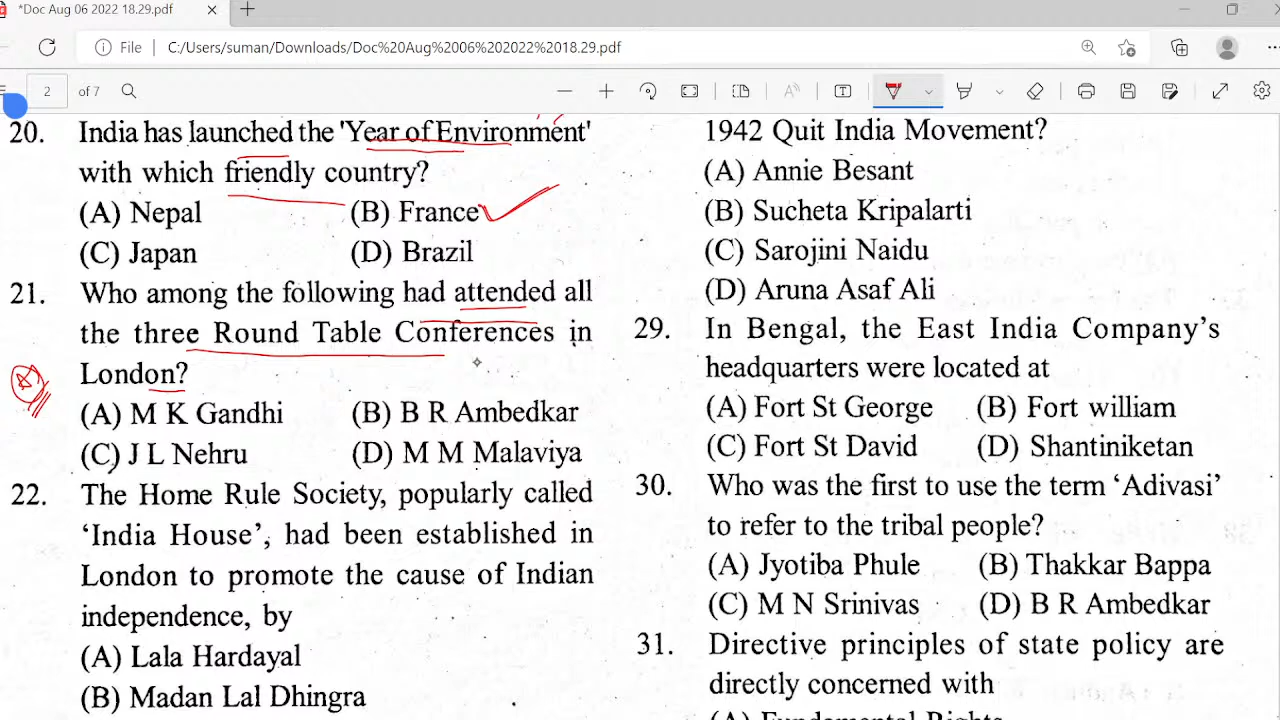 *Doc Aug 06 2022 18.29.pdf
File C:/Users/suman/Downloads/Doc%20Aug%2006%202022%2018.29.pdf
2 of 7
20. India has launched the 'Year of Environment'
with which friendly country?
(A) Nepal (B) France
(C) Japan (D) Brazil
21. Who among the following had attended all
the three Round Table Conferences in
London?
(A) M K Gandhi (B) B R Ambedkar
(C) J L Nehru (D) M M Malaviya
22. The Home Rule Society, popularly called
'India House', had been established in
London to promote the cause of Indian
independence, by
(A) Lala Hardayal
(B) Madan Lal Dhingra
1942 Quit India Movement?
(A) Annie Besant
(B) Sucheta Kripalarti
(C) Sarojini Naidu
(D) Aruna Asaf Ali
29. In Bengal, the East India Company's
headquarters were located at
(A) Fort St George (B) Fort william
(C) Fort St David (D) Shantiniketan
30. Who was the first to use the term 'Adivasi'
to refer to the tribal people?
(A) Jyotiba Phule (B) Thakkar Bappa
(C) M N Srinivas (D) B R Ambedkar
31. Directive principles of state policy are
directly concerned with
(A) Fundamental Rights